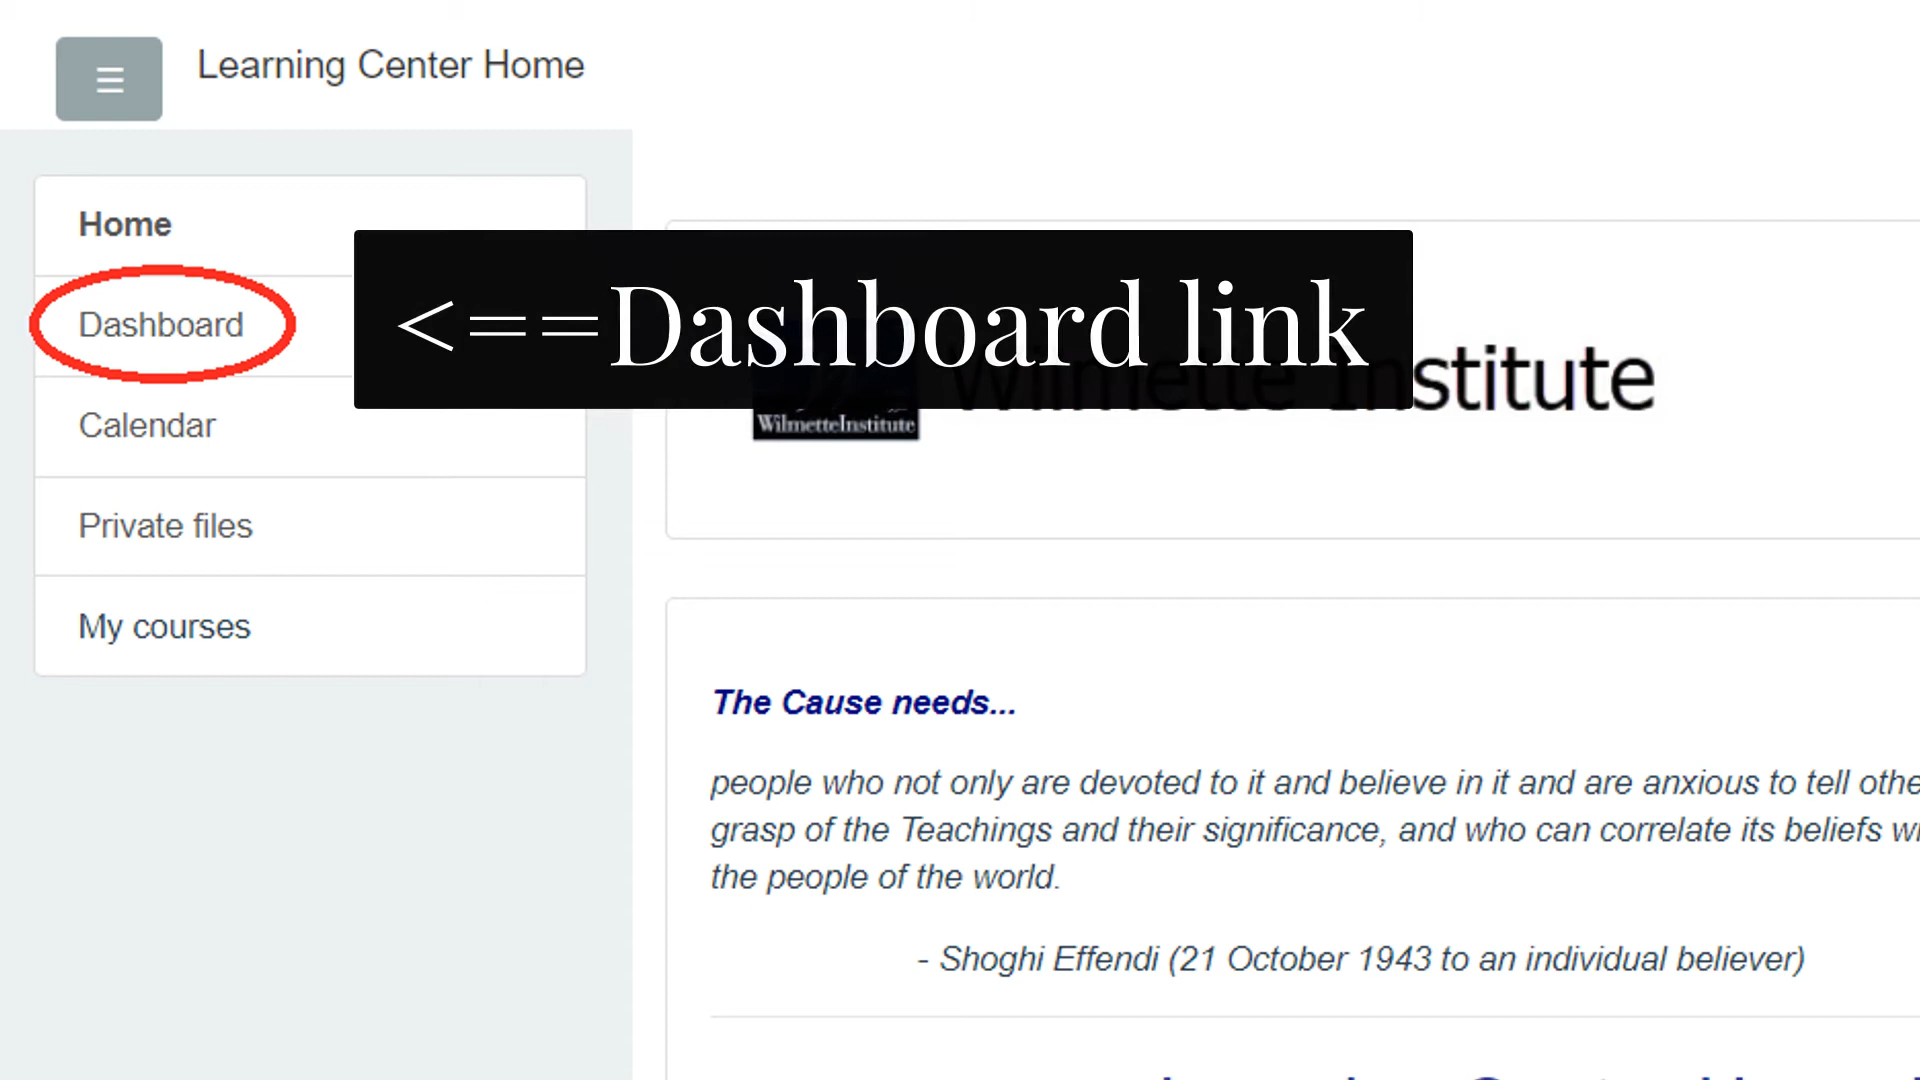 Learning Center Home
Home
Dashboard
<==Dashboard link
Wilmette Institute
WilmetteInstitute
Calendar
Private files
My courses
The Cause needs...
people who not only are devoted to it and believe in it and are anxious to tell
grasp of the Teachings and their significance, and who can correlate its beliefs
the people of the world.
- Shoghi Effendi (21 October 1943 to an individual believer)